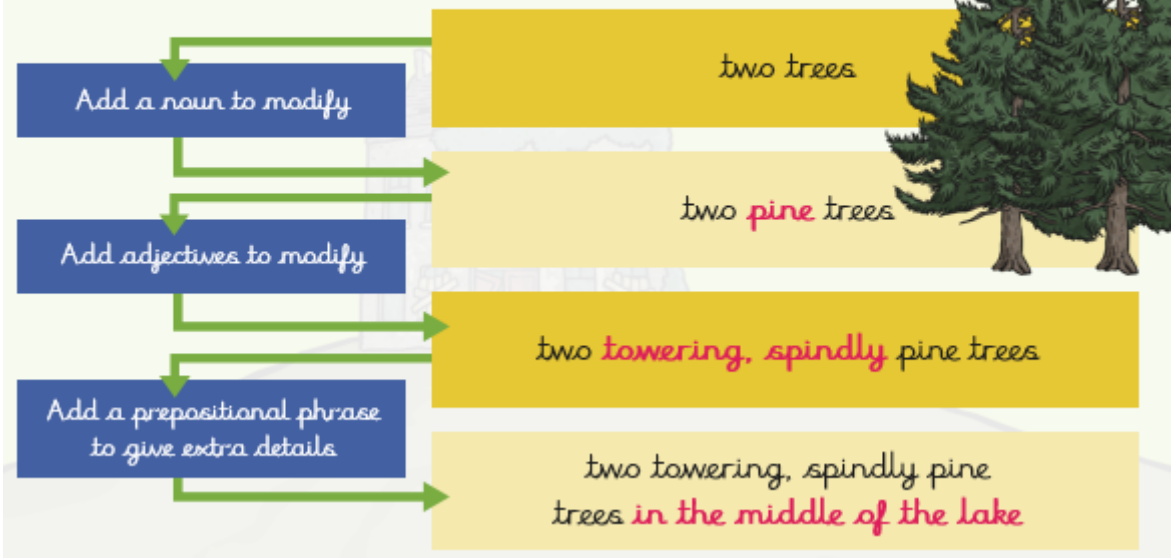 two trees
Add a noun to modify
two pine trees
Add adjectives to modify
two towering, spindly pine trees
Add a prepositional phrase
to give extra details
two towering, spindly pine
trees in the middle of the lake